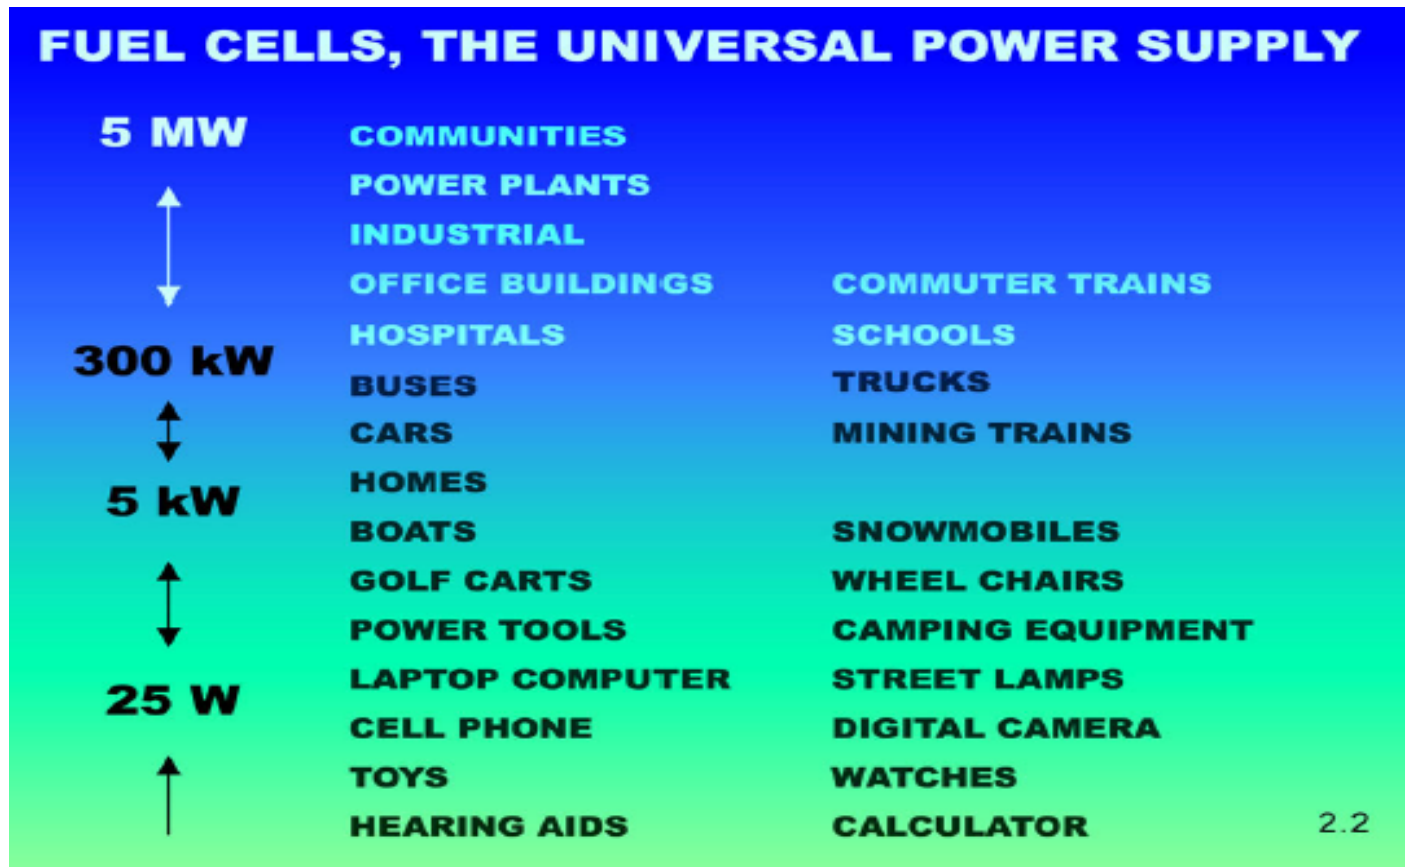 FUEL CELLS, THE UNIVERSAL POWER SUPPLY
5 MW
COMMUNITIES
POWER PLANTS
INDUSTRIAL
OFFICE BUILDINGS COMMUTER TRAINS
HOSPITALS SCHOOLS
300 kW
BUSES TRUCKS
CARS MINING TRAINS
HOMES
5 kW
BOATS SNOWMOBILES
GOLF CARTS WHEEL CHAIRS
POWER TOOLS CAMPING EQUIPMENT
LAPTOP COMPUTER STREET LAMPS
25 W
CELL PHONE DIGITAL CAMERA
TOYS WATCHES
HEARING AIDS CALCULATOR
2.2